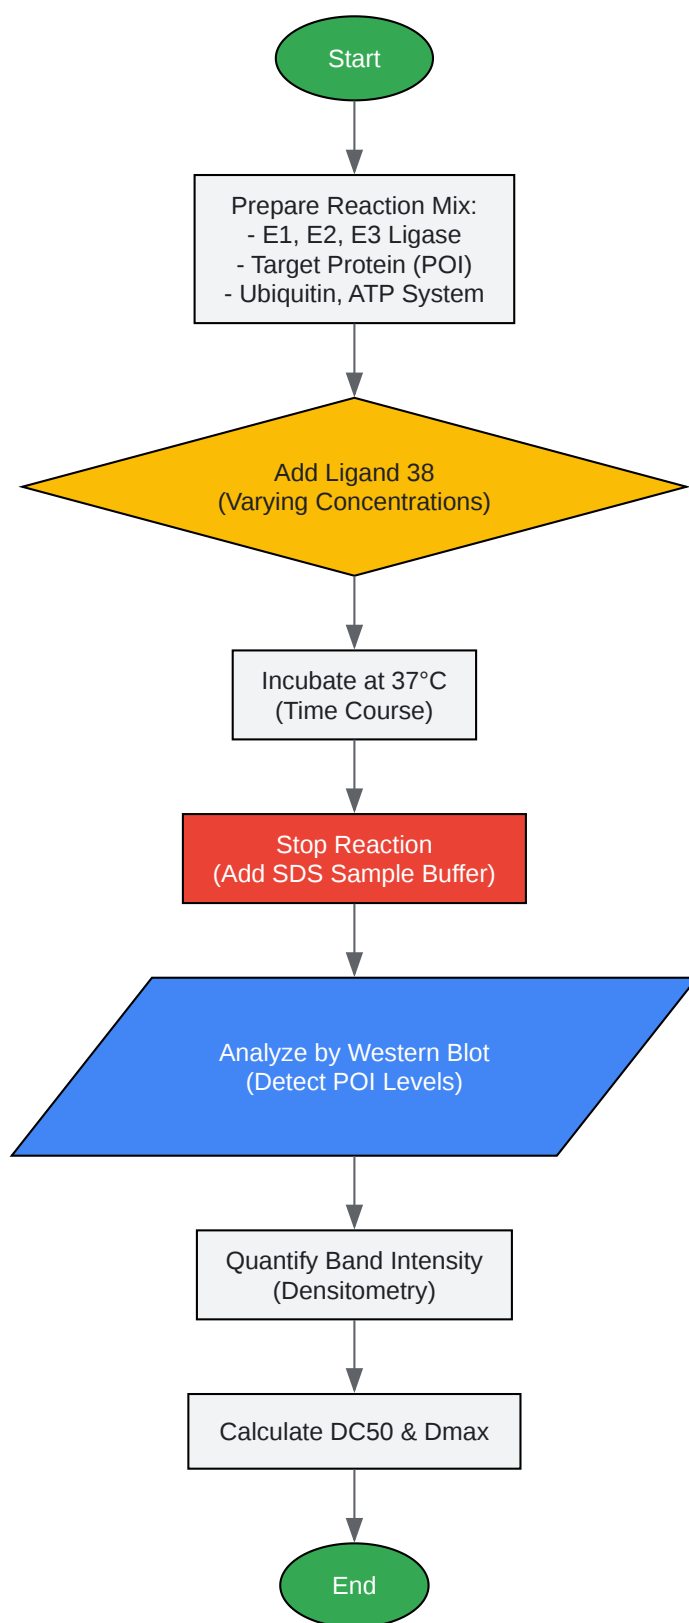 Start
Prepare Reaction Mix:
- E1, E2, E3 Ligase
- Target Protein (POI)
- Ubiquitin, ATP System
Add Ligand 38
(Varying Concentrations)
Incubate at 37°C
(Time Course)
Stop Reaction
(Add SDS Sample Buffer)
Analyze by Western Blot
(Detect POI Levels)
Quantify Band Intensity
(Densitometry)
Calculate DC50 & Dmax
End